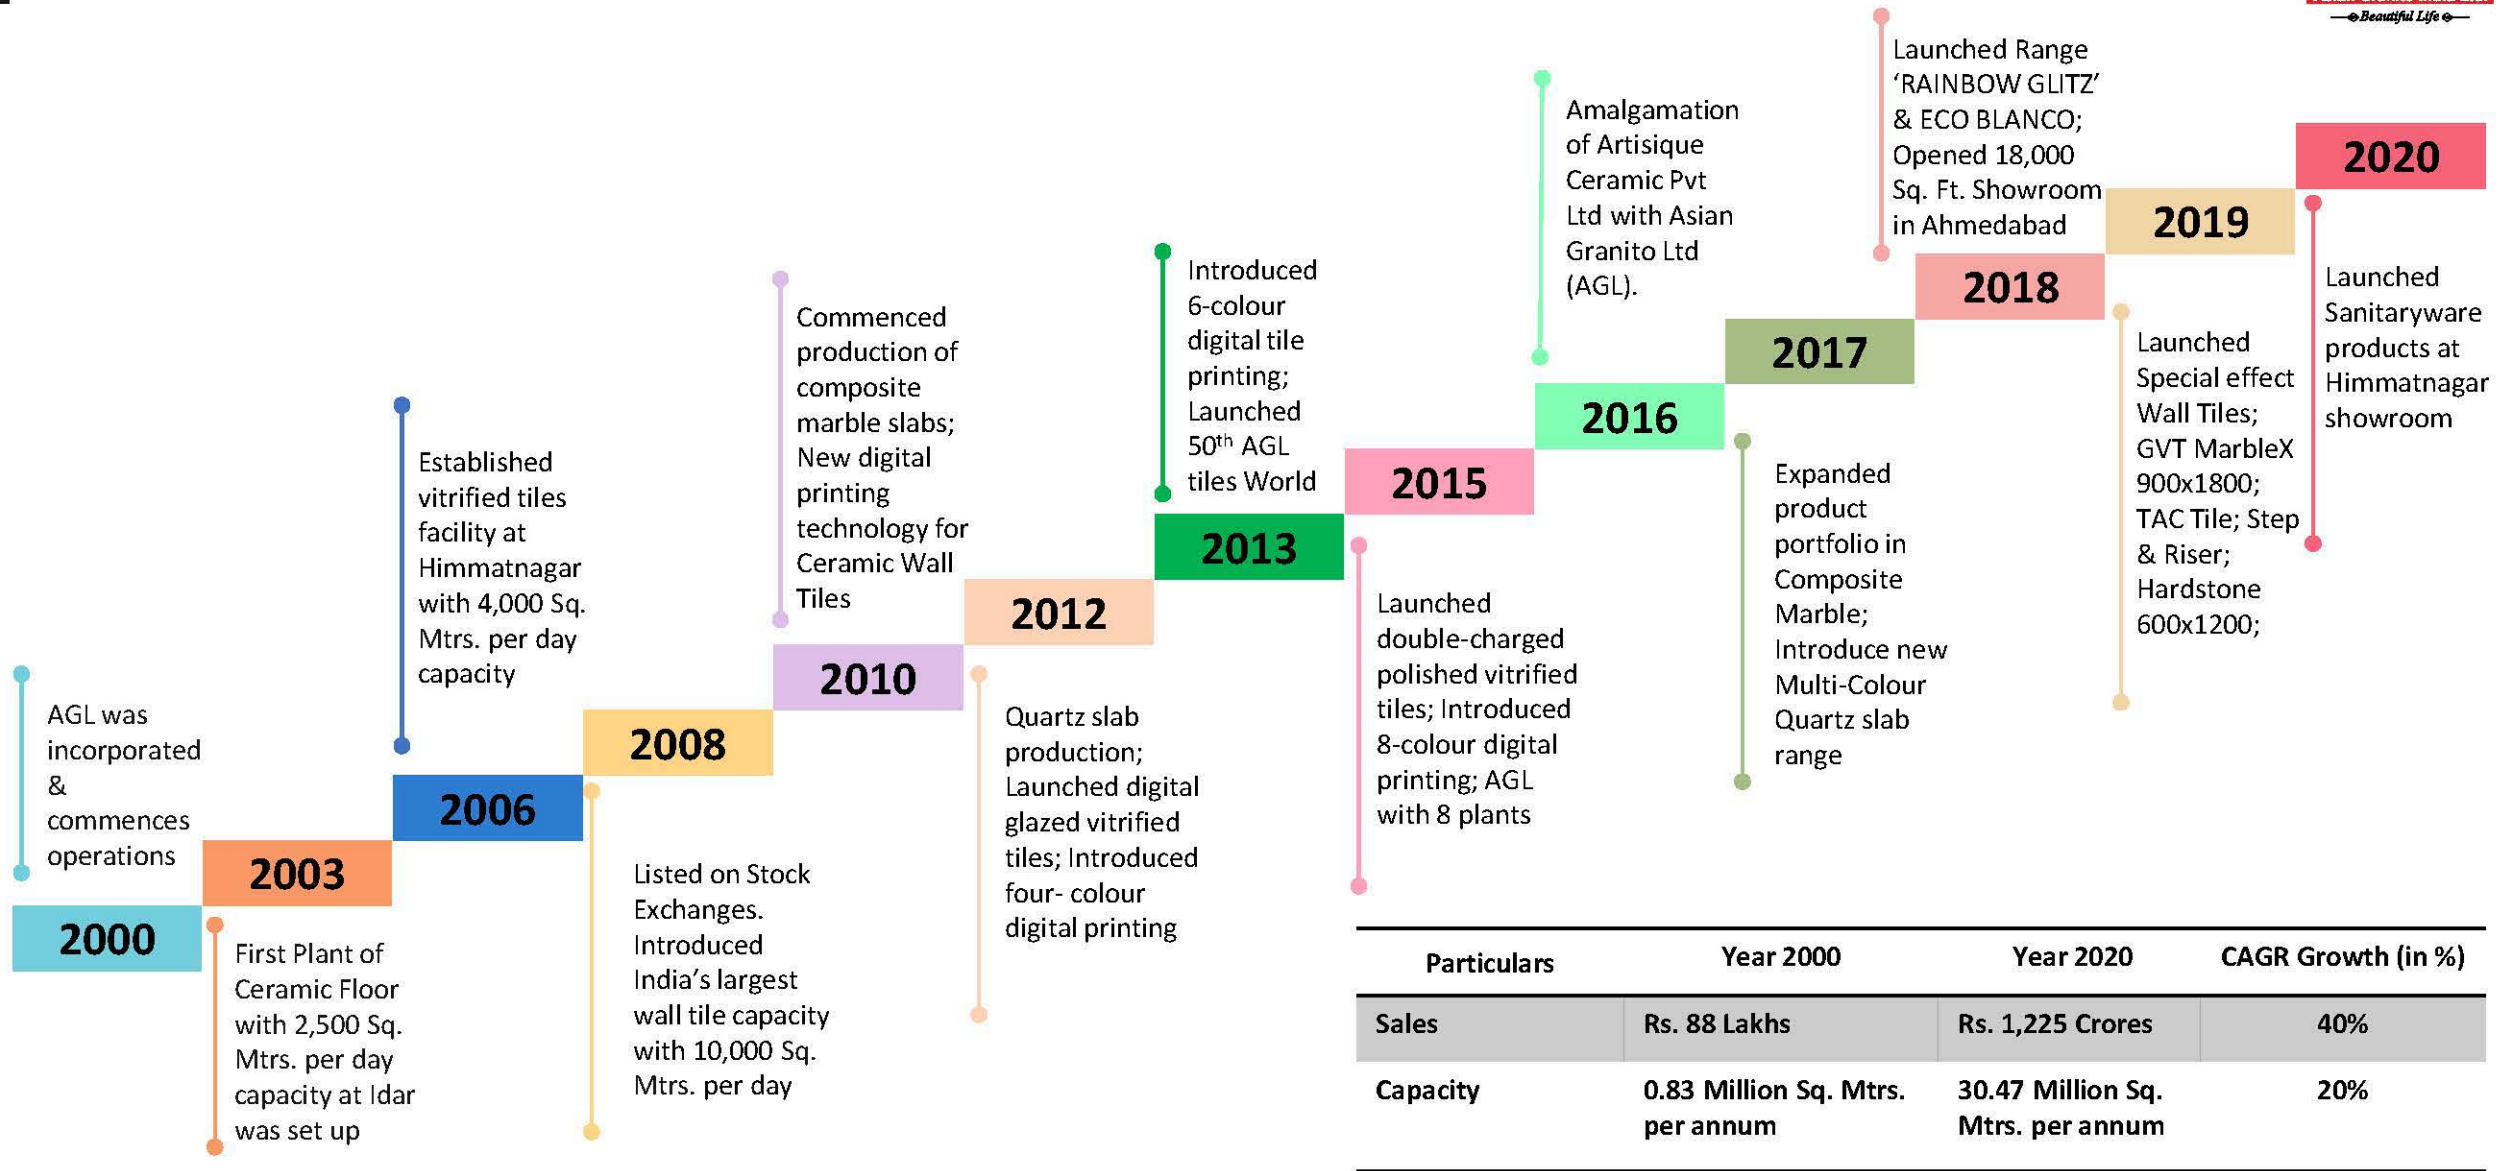 Beautiful Life
2000
AGL was
incorporated
&
commences
operations
2003
First Plant of
Ceramic Floor
with 2,500 Sq.
Mtrs. per day
capacity at Idar
was set up
2006
Established
vitrified tiles
facility at
Himmatnagar
with 4,000 Sq.
Mtrs. per day
capacity
2008
Listed on Stock
Exchanges.
Introduced
India's largest
wall tile capacity
with 10,000 Sq.
Mtrs. per day
2010
Commenced
production of
composite
marble slabs;
New digital
printing
technology for
Ceramic Wall
Tiles
2012
Quartz slab
production;
Launched digital
glazed vitrified
tiles; Introduced
four- colour
digital printing
2013
Introduced
6-colour
digital tile
printing;
Launched
50th AGL
tiles World
2015
Launched
double-charged
polished vitrified
tiles; Introduced
8-colour digital
printing; AGL
with 8 plants
2016
Amalgamation
of Artisique
Ceramic Pvt
Ltd with Asian
Granito Ltd
(AGL).
2017
Expanded
product
portfolio in
Composite
Marble;
Introduce new
Multi-Colour
Quartz slab
range
2018
Launched Range
‘RAINBOW GLITZ’
& ECO BLANCO;
Opened 18,000
Sq. Ft. Showroom
in Ahmedabad
2019
Launched
Special effect
Wall Tiles;
GVT MarbleX
900x1800;
TAC Tile; Step
& Riser;
Hardstone
600x1200;
2020
Launched
Sanitaryware
products at
Himmatnagar
showroom
Particulars Year 2000 Year 2020 CAGR Growth (in %)
Sales Rs. 88 Lakhs Rs. 1,225 Crores 40%
Capacity 0.83 Million Sq. Mtrs. 30.47 Million Sq. 20%
per annum Mtrs. per annum